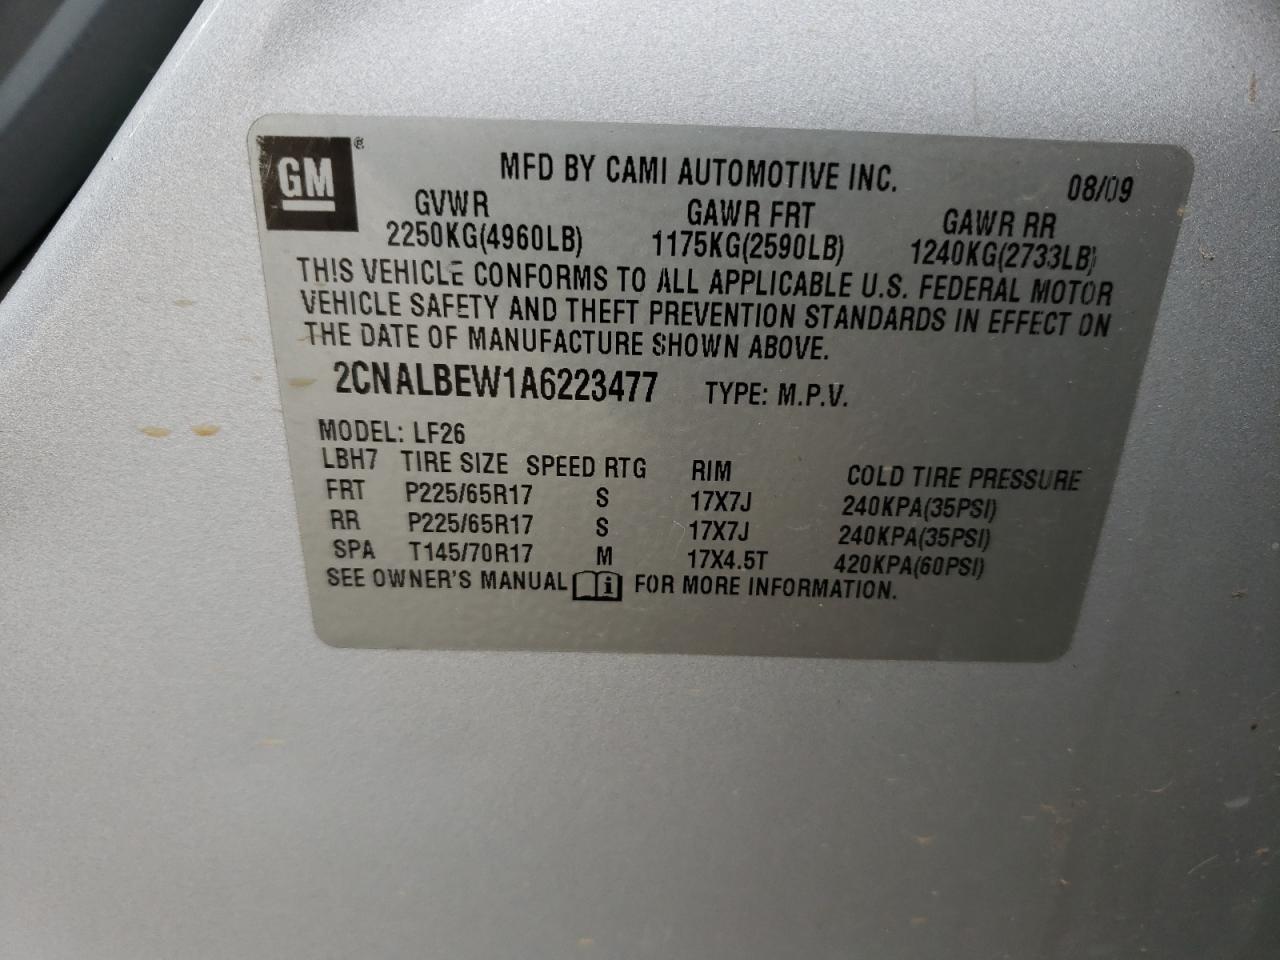 GM ®
MFD BY CAMI AUTOMOTIVE INC. 08/09
GVWR GAWR FRT GAWR RR
2250KG(4960LB) 1175KG(2590LB) 1240KG(2733LB)
THIS VEHICLE CONFORMS TO ALL APPLICABLE U.S. FEDERAL MOTOR
VEHICLE SAFETY AND THEFT PREVENTION STANDARDS IN EFFECT ON
THE DATE OF MANUFACTURE SHOWN ABOVE.
2CNALBEW1A6223477 TYPE: M.P.V.
MODEL: LF26
LBH7 TIRE SIZE SPEED RTG RIM COLD TIRE PRESSURE
FRT P225/65R17 S 17X7J 240KPA(35PSI)
RR P225/65R17 S 17X7J 240KPA(35PSI)
SPA T145/70R17 M 17X4.5T 420KPA(60PSI)
SEE OWNER'S MANUAL i FOR MORE INFORMATION.